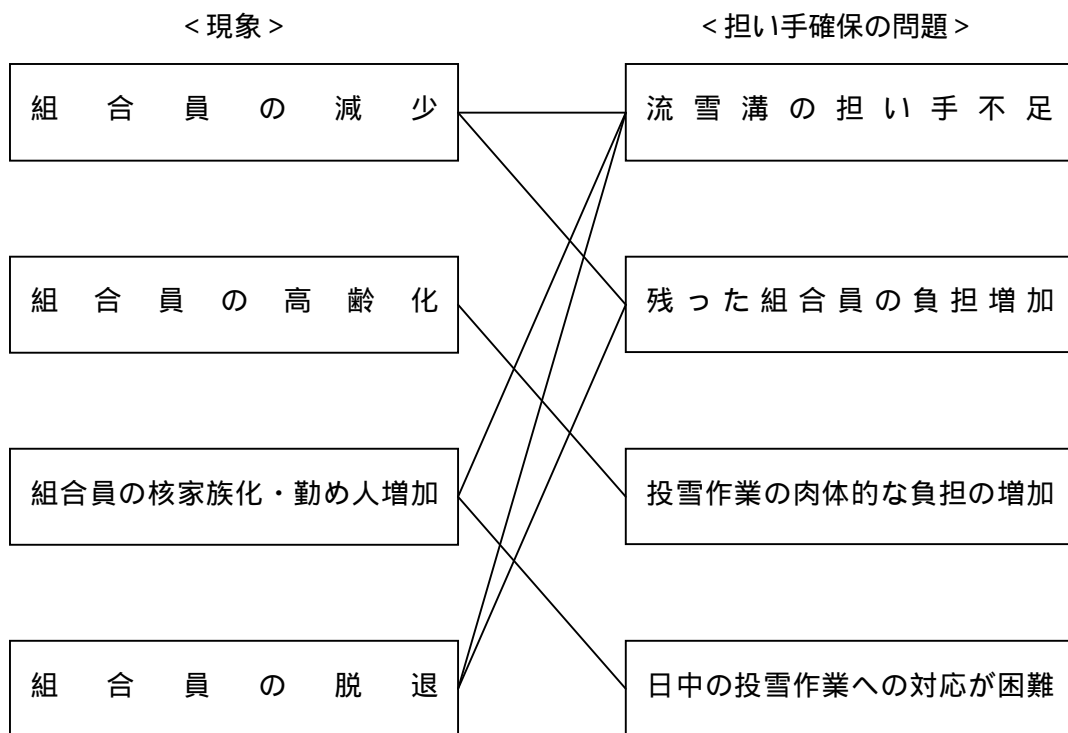 <現象>
<担い手確保の問題>
組合員の減少
流雪溝の担い手不足
組合員の高齢化
残った組合員の負担増加
組合員の核家族化・勤め人増加
投雪作業の肉体的な負担の増加
組合員の脱退
日中の投雪作業への対応が困難